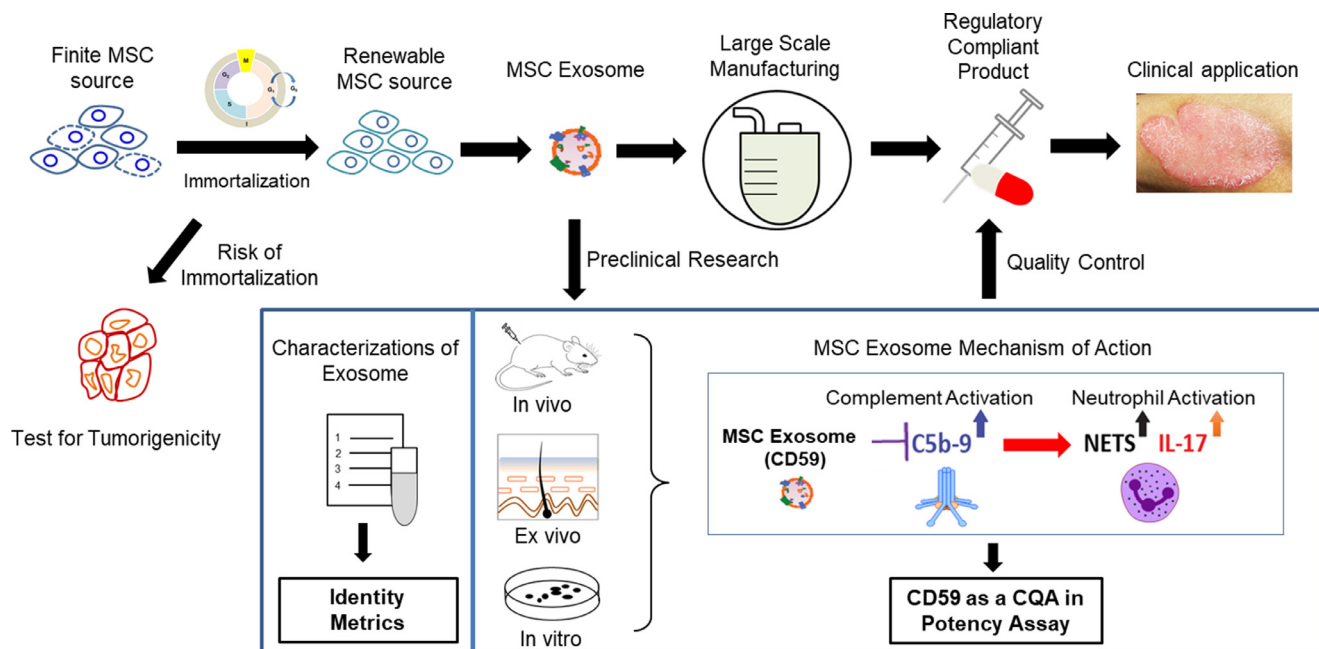 Finite MSC
source
M
G₂
S
G₁
G₀
I
Immortalization
Renewable
MSC source
MSC Exosome
Large Scale
Manufacturing
Regulatory
Compliant
Product
Clinical application
Risk of
Immortalization
Test for Tumorigenicity
Preclinical Research
Quality Control
Characterizations of
Exosome
1
2
3
4
Identity
Metrics
In vivo
Ex vivo
In vitro
MSC Exosome Mechanism of Action
Complement Activation
Neutrophil Activation
MSC Exosome
(CD59)
C5b-9
NETS IL-17
CD59 as a CQA in
Potency Assay